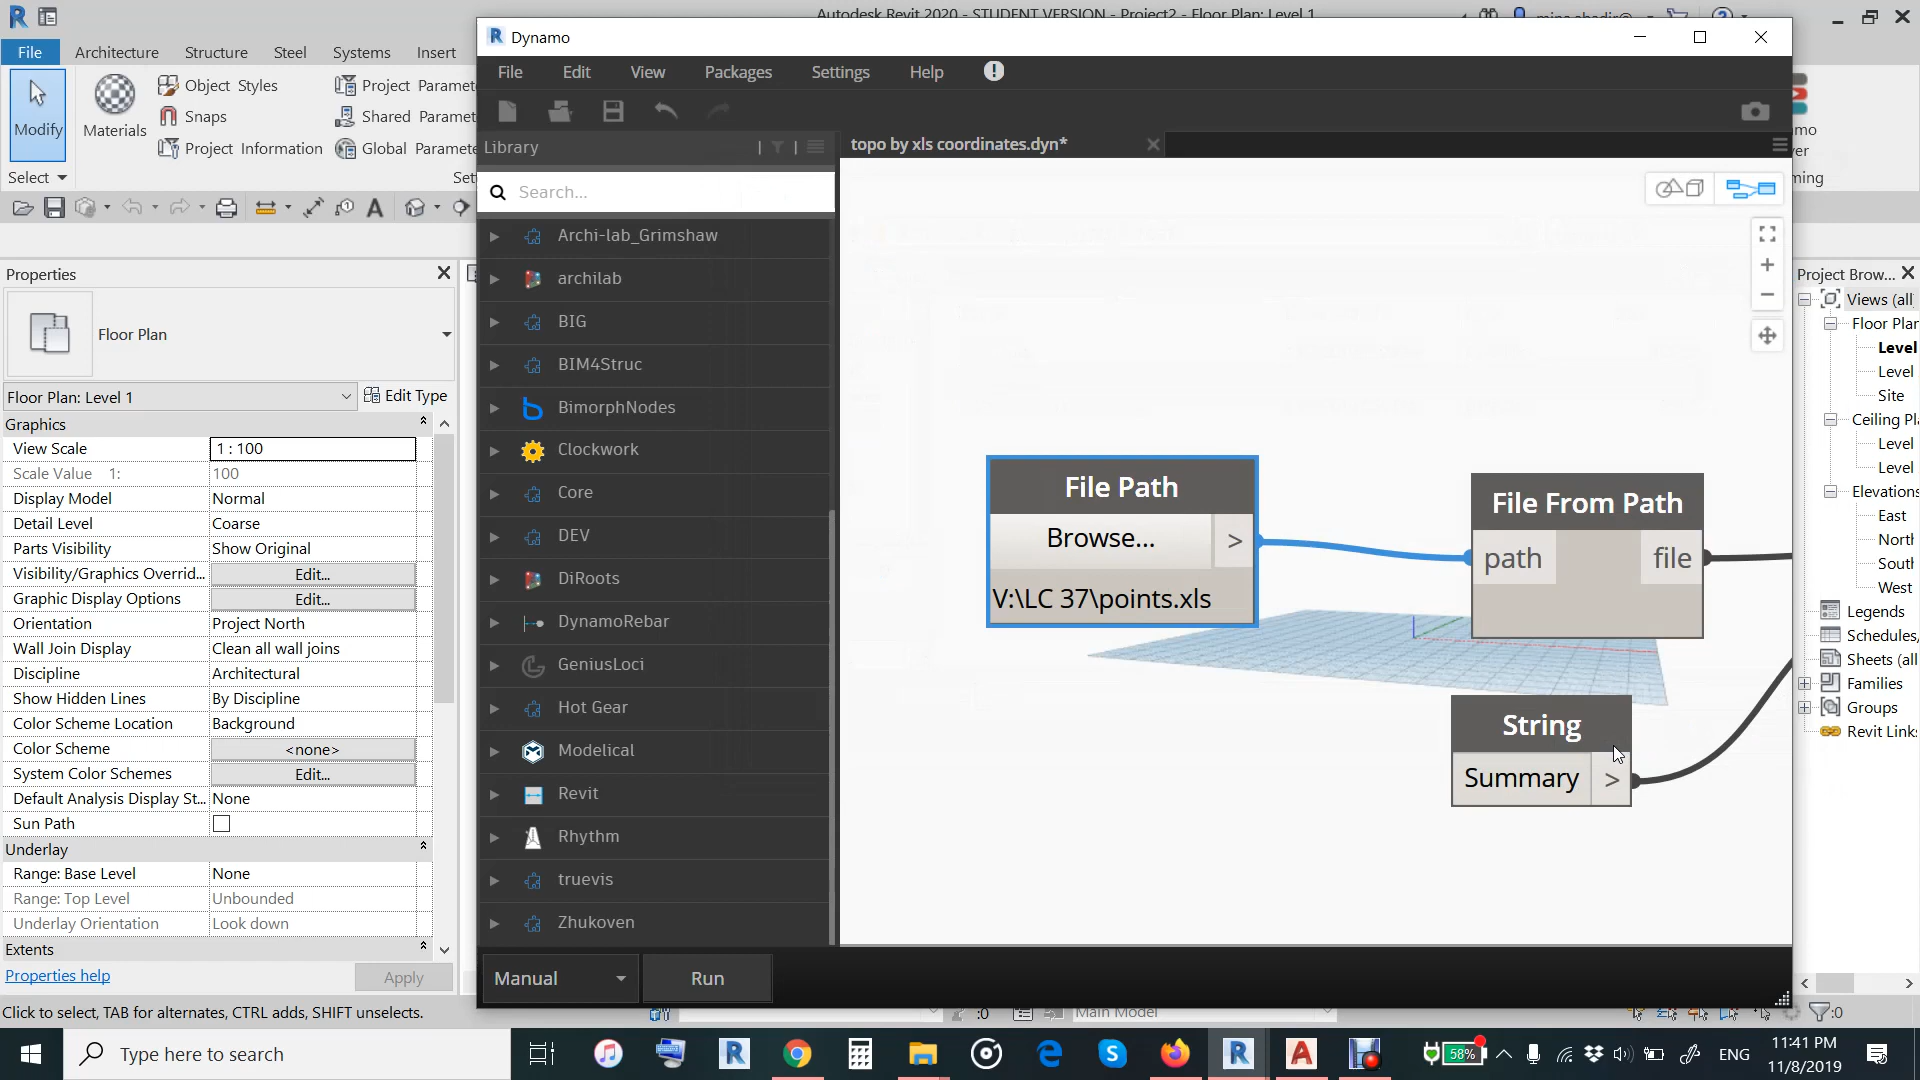 Autodesk Revit 2020 - STUDENT VERSION - Project2 - Floor Plan: Level 1
File
Architecture
Structure
Steel
Systems
Insert
Modify
Materials
Object Styles
Snaps
Project Information
Project Paramet
Shared Paramet
Global Paramete
Select
Set
Properties
Floor Plan
Floor Plan: Level 1
Edit Type
Graphics
View Scale 1 : 100
Scale Value 1: 100
Display Model Normal
Detail Level Coarse
Parts Visibility Show Original
Visibility/Graphics Overrid... Edit...
Graphic Display Options Edit...
Orientation Project North
Wall Join Display Clean all wall joins
Discipline Architectural
Show Hidden Lines By Discipline
Color Scheme Location Background
Color Scheme <none>
System Color Schemes Edit...
Default Analysis Display St... None
Sun Path
Underlay
Range: Base Level None
Range: Top Level Unbounded
Underlay Orientation Look down
Extents
Properties help
Apply
Click to select, TAB for alternates, CTRL adds, SHIFT unselects.
Dynamo
File Edit View Packages Settings Help
Library
Search...
Archi-lab_Grimshaw
archilab
BIG
BIM4Struc
BimorphNodes
Clockwork
Core
DEV
DiRoots
DynamoRebar
GeniusLoci
Hot Gear
Modelical
Revit
Rhythm
truevis
Zhukoven
Manual
Run
topo by xls coordinates.dyn*
File Path
Browse... >
V:\LC 37\points.xls
File From Path
path file
String
Summary >
mo
er
ming
Project Brow...
Views (all
Floor Plan
Level
Level
Site
Ceiling Pla
Level
Level
Elevations
East
North
South
West
Legends
Schedules,
Sheets (all
Families
Groups
Revit Links
:0
Main Model
:0
Type here to search
58%
ENG
11:41 PM
11/8/2019